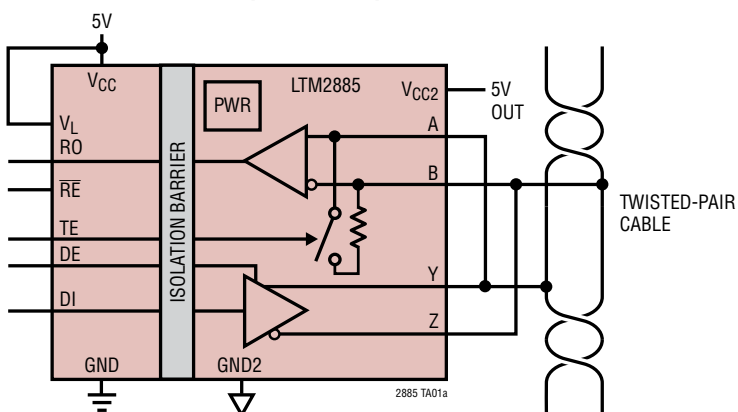 5V
VCC
LTM2885
VCC2
5V
OUT
PWR
A
VL
RO
B
RE
ISOLATION BARRIER
TWISTED-PAIR
CABLE
TE
DE
Y
DI
Z
GND
GND2
2885 TA01a